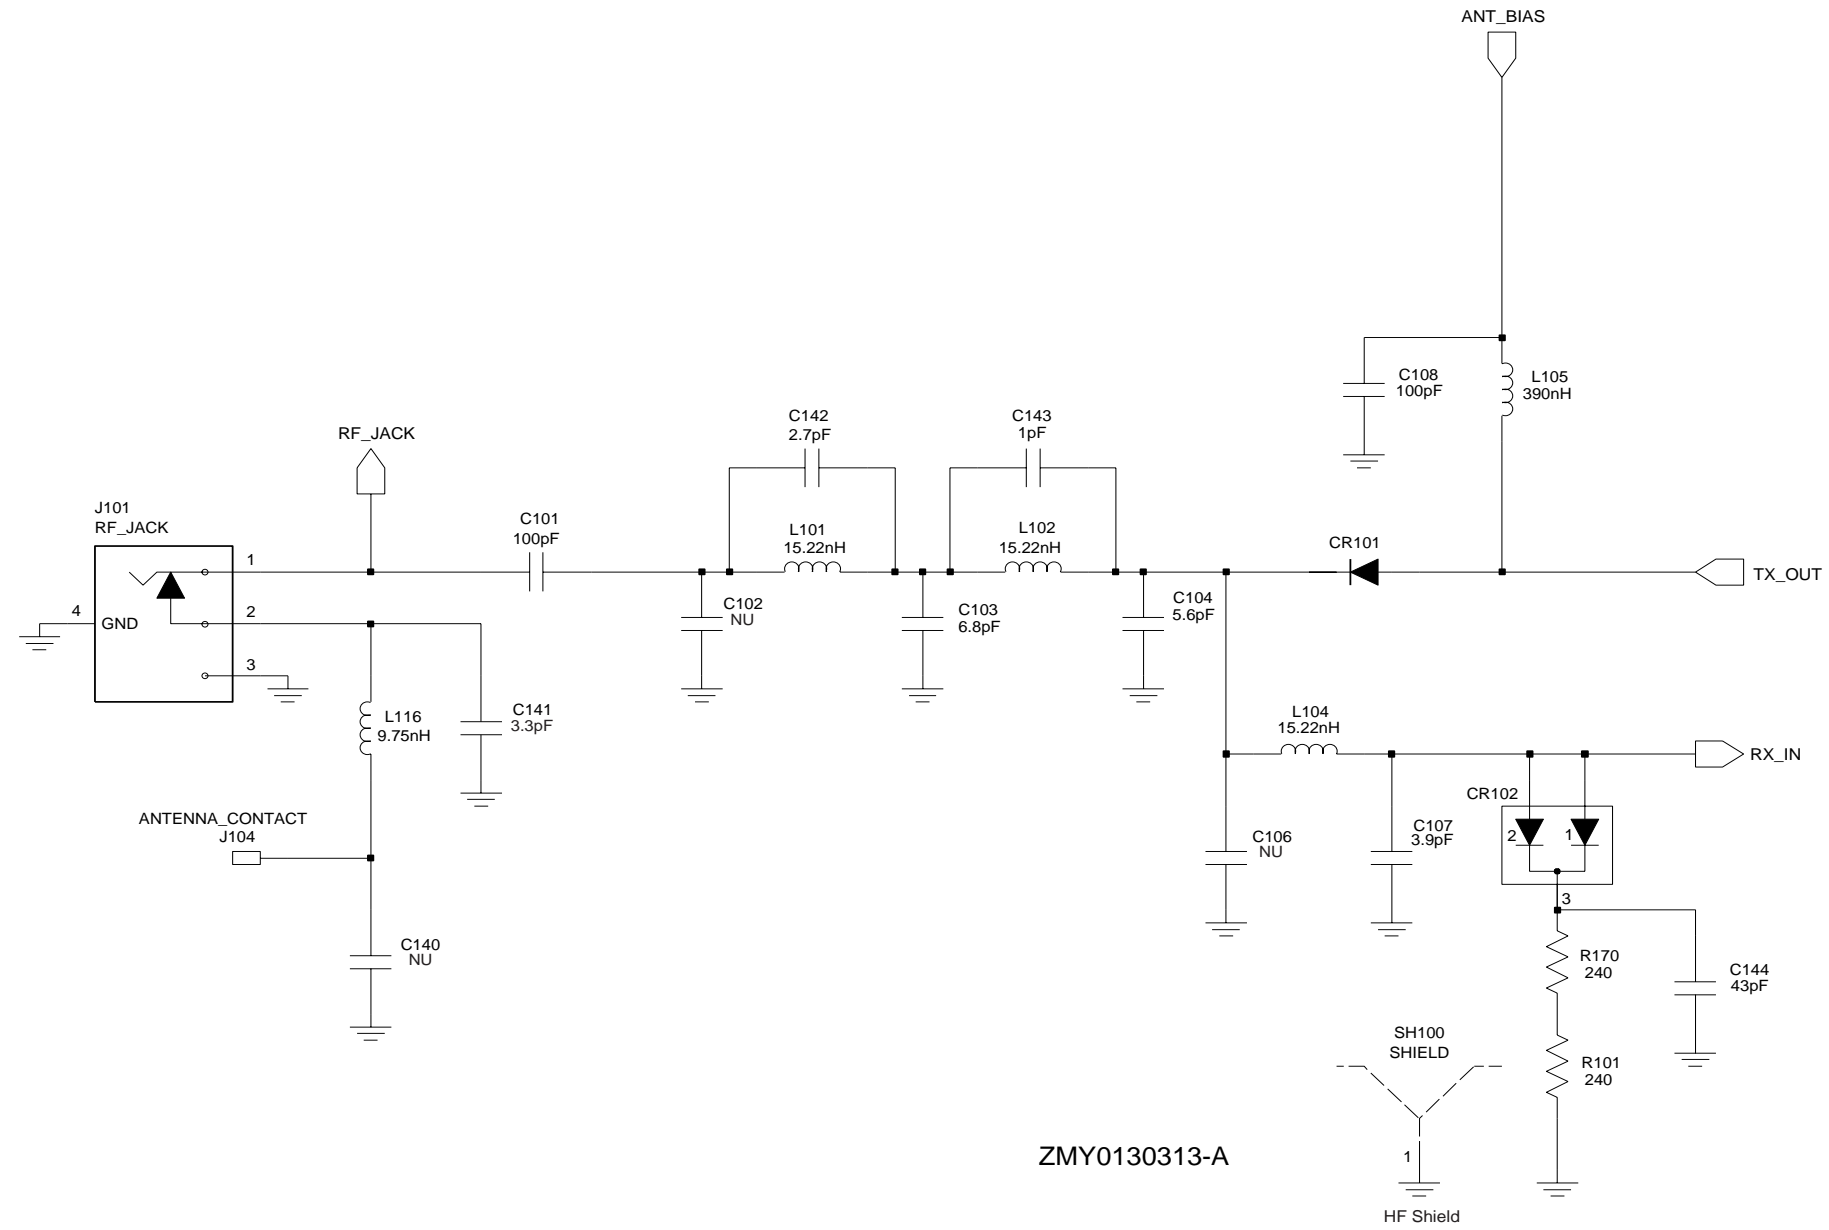 ANT_BIAS
C108
100pF
L105
390nH
C142
2.7pF
C143
1pF
RF_JACK
J101
RF_JACK
C101
100pF
L101
15.22nH
L102
15.22nH
CR101
1
4
GND
2
3
C102
NU
C103
6.8pF
C104
5.6pF
TX_OUT
L116
9.75nH
C141
3.3pF
L104
15.22nH
RX_IN
ANTENNA_CONTACT
J104
CR102
2
1
3
C106
NU
C107
3.9pF
C140
NU
R170
240
C144
43pF
SH100
SHIELD
R101
240
ZMY0130313-A
1
HF Shield